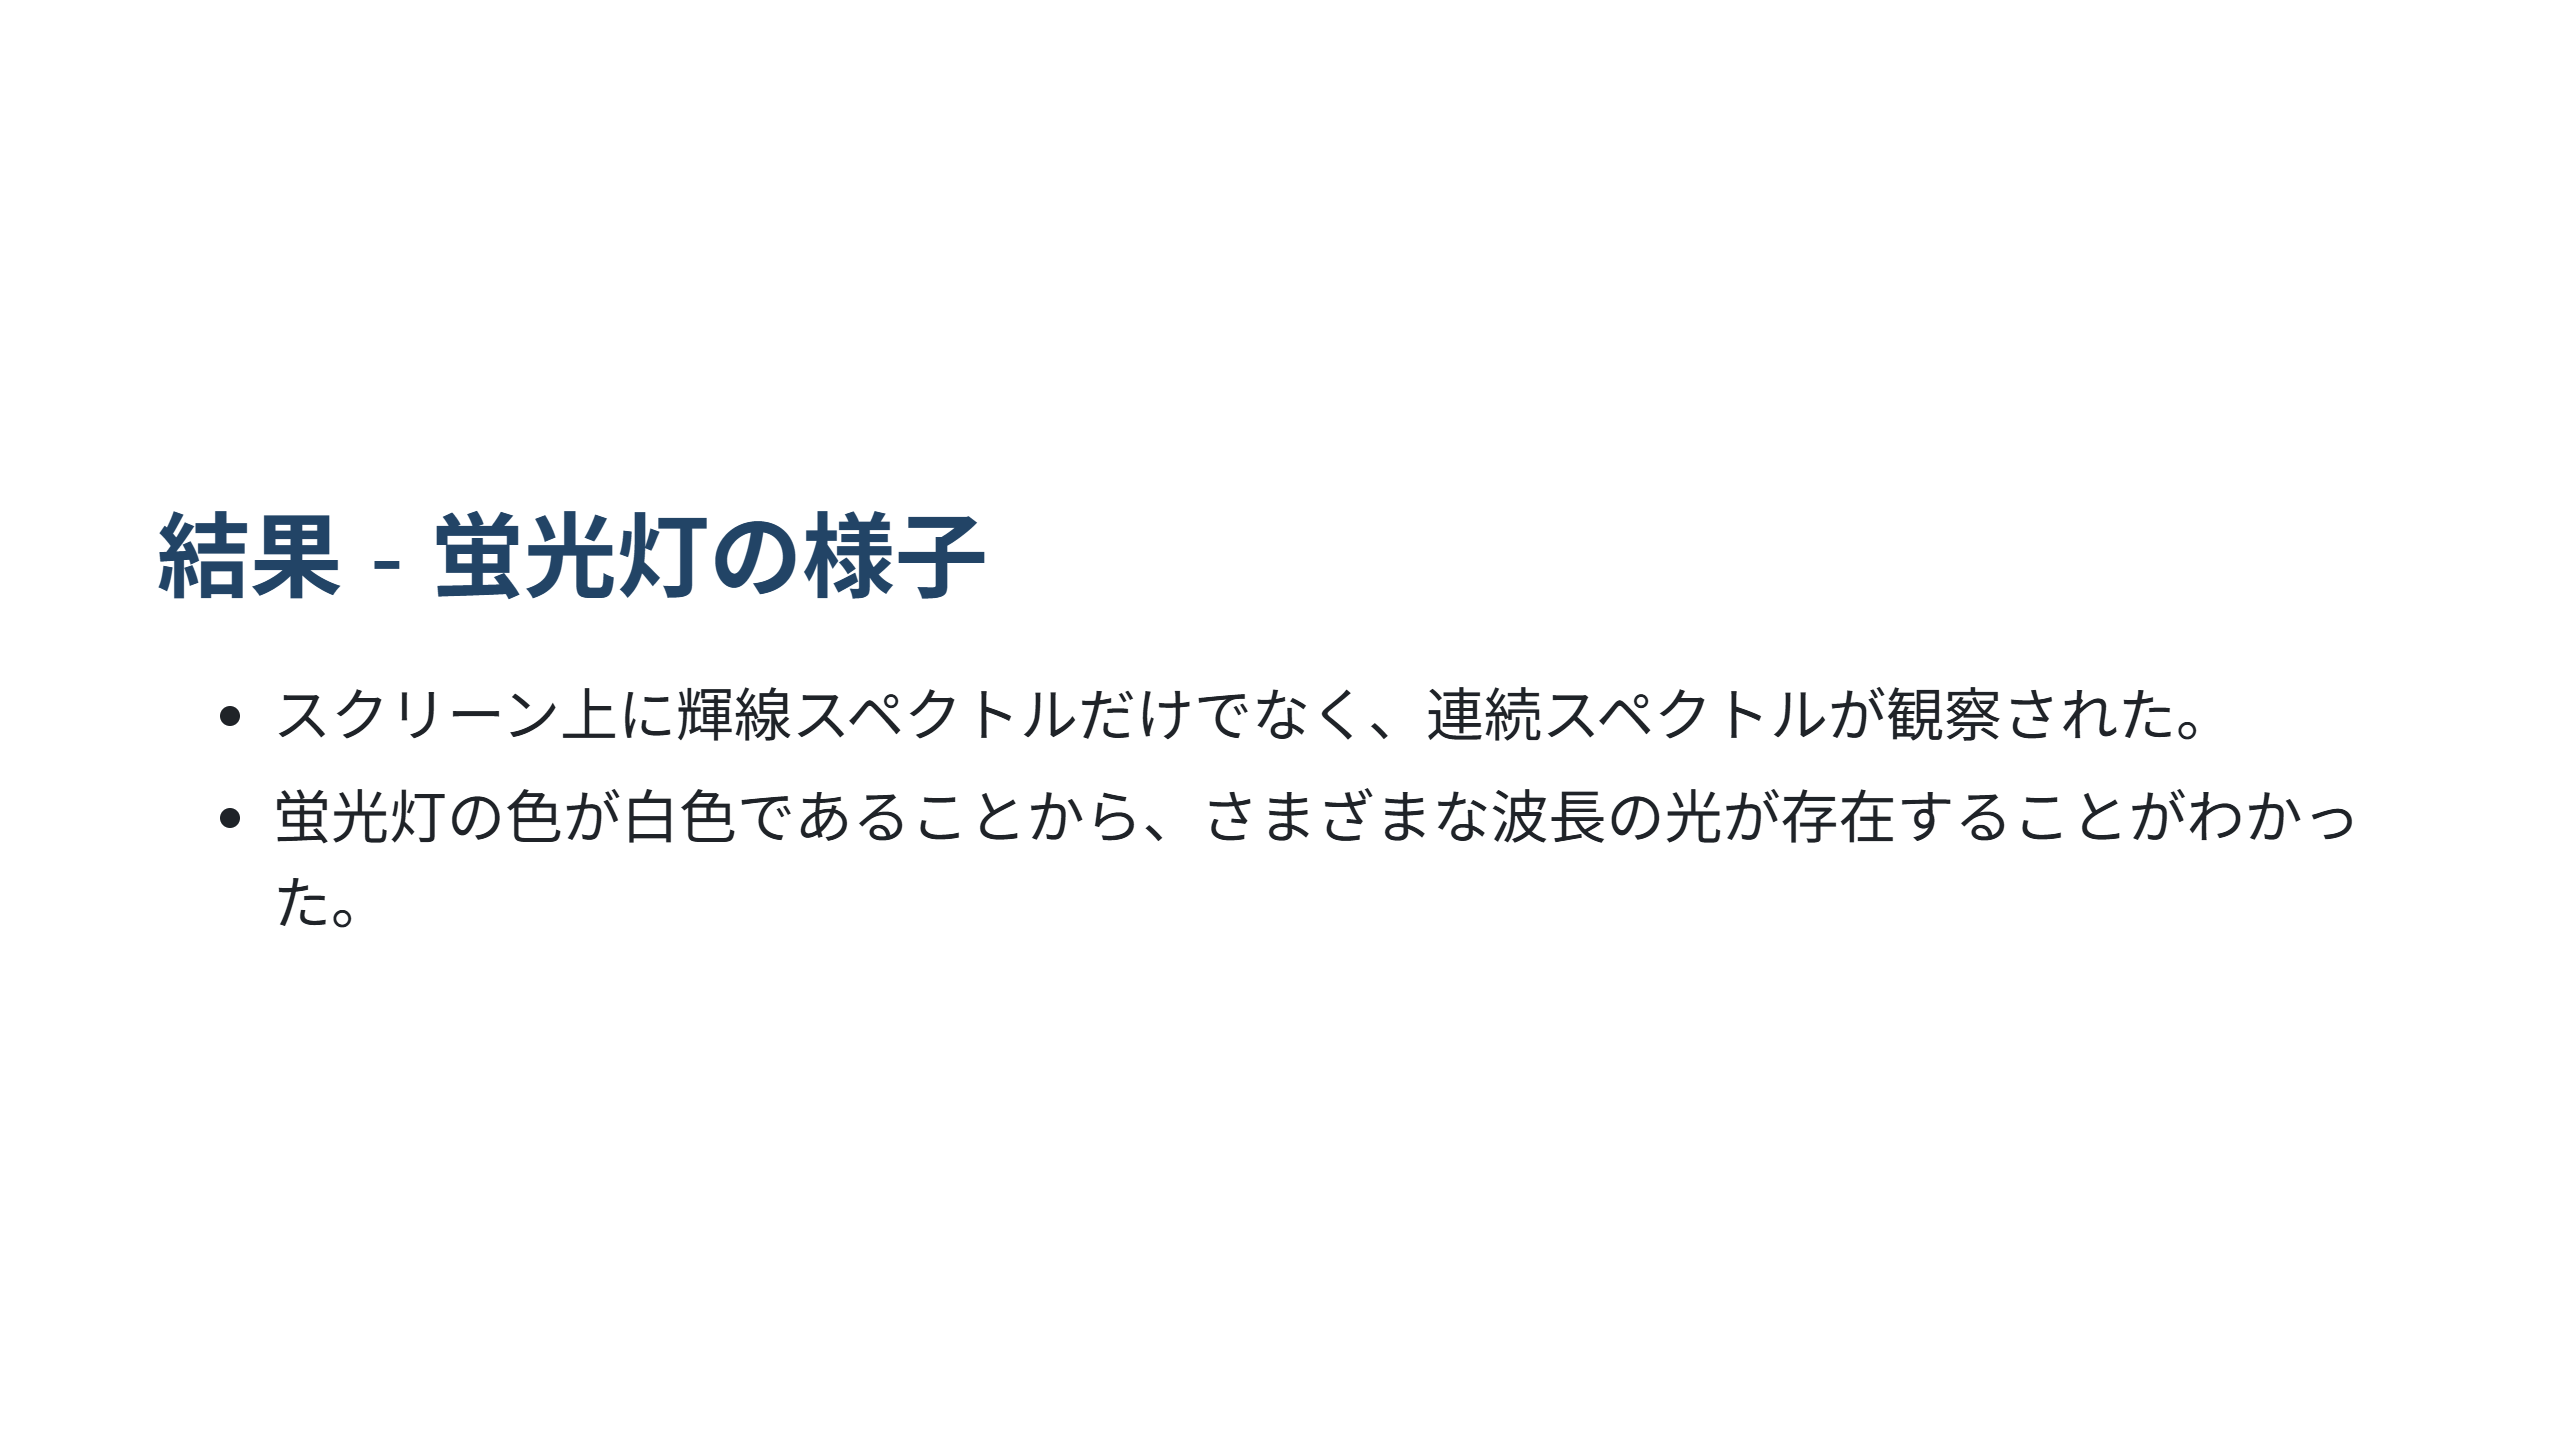 結果 - 蛍光灯の様子
スクリーン上に輝線スペクトルだけでなく、連続スペクトルが観察された。
蛍光灯の色が白色であることから、さまざまな波長の光が存在することがわかっ
た。